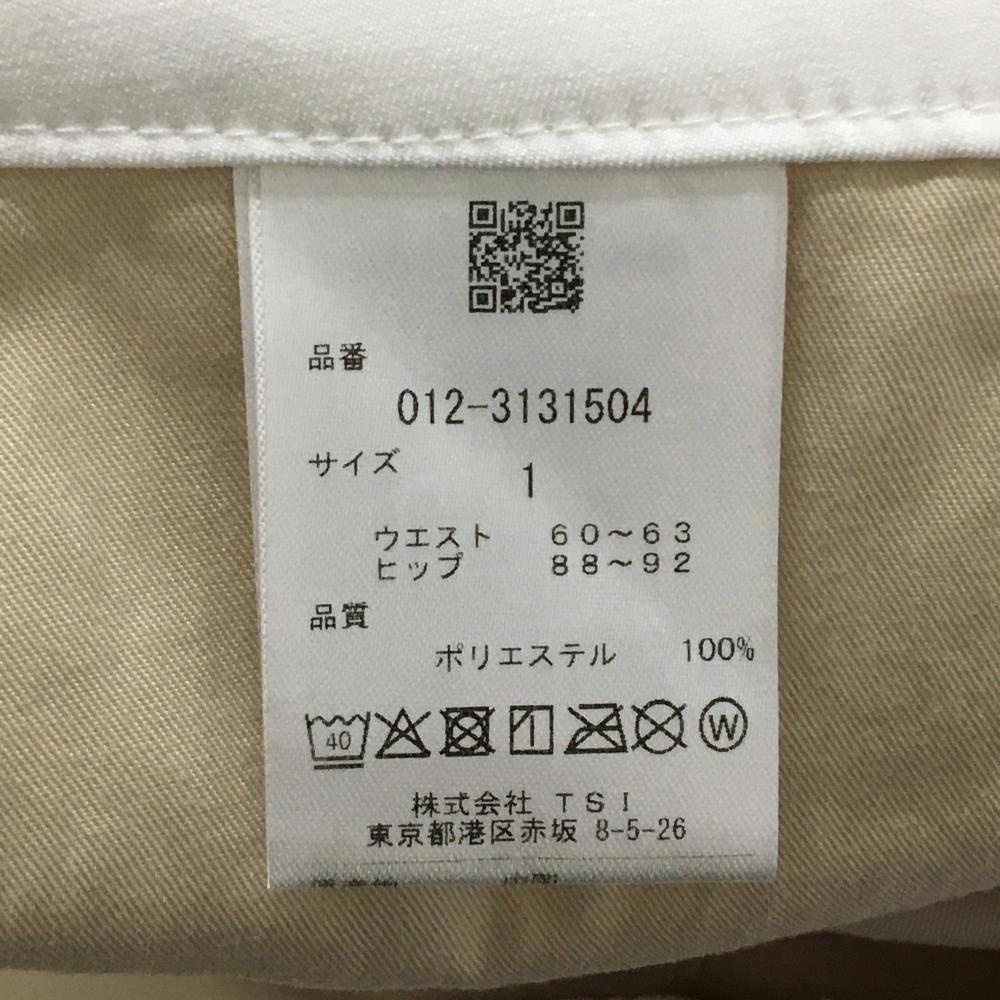 品番
012-3131504
サイズ
1
ウエスト 60～63
ヒップ 88～92
品質
ポリエステル 100%
40 W
株式会社 TSI
東京都港区赤坂 8-5-26